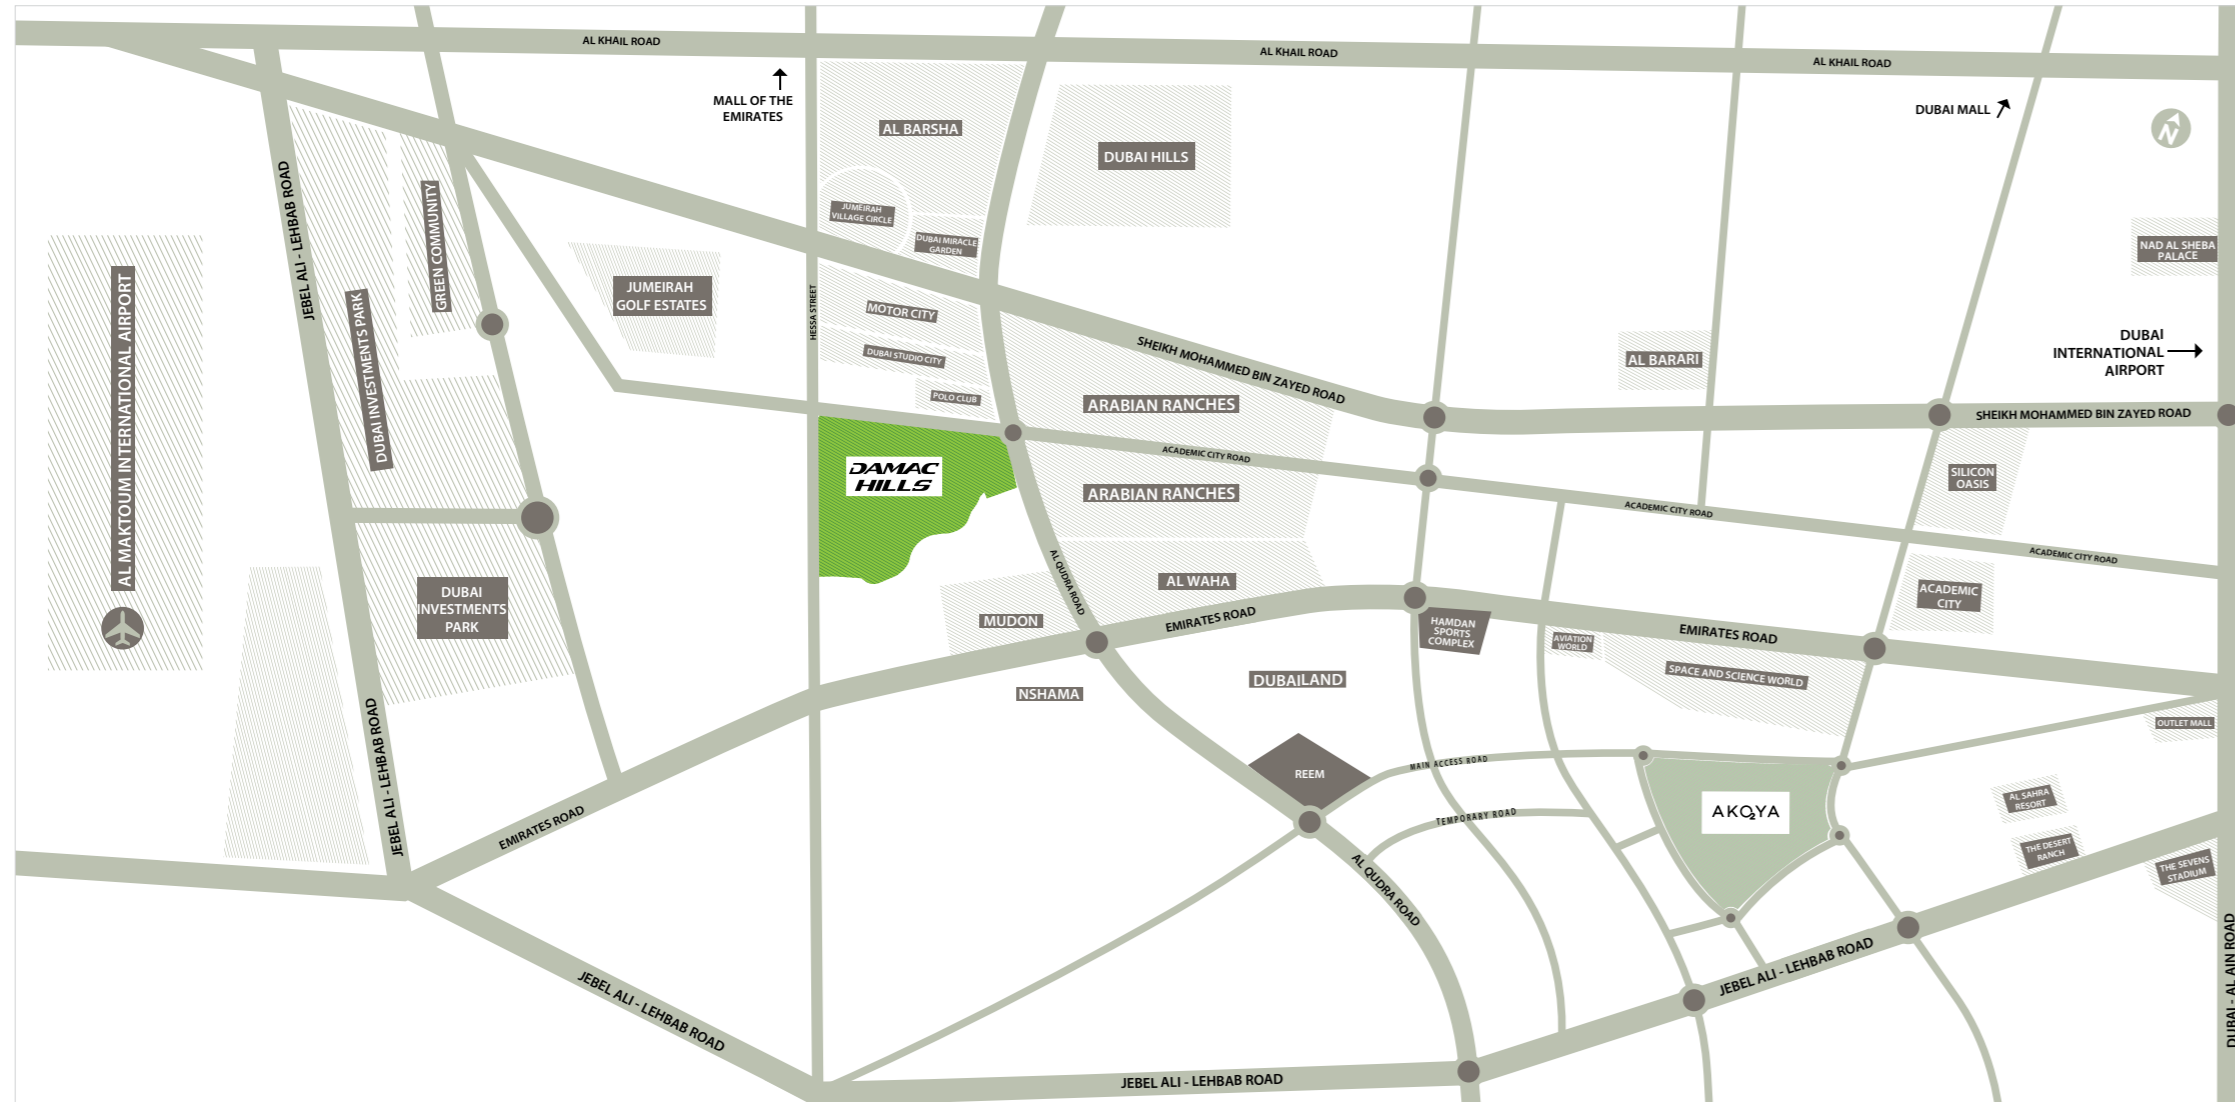 AL KHAIL ROAD
AL KHAIL ROAD
AL KHAIL ROAD
MALL OF THE
EMIRATES
DUBAI MALL
N
AL BARSHA
DUBAI HILLS
JUMEIRAH
VILLAGE CIRCLE
DUBAI MIRACLE
GARDEN
NAD AL SHEBA
PALACE
JEBEL ALI - LEHBAB ROAD
GREEN COMMUNITY
JUMEIRAH
GOLF ESTATES
HESSA STREET
MOTOR CITY
DUBAI STUDIO CITY
POLO CLUB
SHEIKH MOHAMMED BIN ZAYED ROAD
AL BARARI
DUBAI
INTERNATIONAL
AIRPORT
AL MAKTOUM INTERNATIONAL AIRPORT
DUBAI INVESTMENTS PARK
ARABIAN RANCHES
SHEIKH MOHAMMED BIN ZAYED ROAD
DAMAC
HILLS
ACADEMIC CITY ROAD
ARABIAN RANCHES
ACADEMIC CITY ROAD
SILICON
OASIS
ACADEMIC CITY ROAD
AL QUDRA ROAD
AL WAHA
ACADEMIC
CITY
DUBAI
INVESTMENTS
PARK
MUDON
EMIRATES ROAD
HAMDAN
SPORTS
COMPLEX
AVIATION
WORLD
EMIRATES ROAD
SPACE AND SCIENCE WORLD
NSHAMA
DUBAILAND
OUTLET MALL
JEBEL ALI - LEHBAB ROAD
REEM
MAIN ACCESS ROAD
TEMPORARY ROAD
AKO2YA
AL SAHRA
RESORT
THE DESERT
RANCH
THE SEVENS
STADIUM
EMIRATES ROAD
AL QUDRA ROAD
JEBEL ALI - LEHBAB ROAD
JEBEL ALI - LEHBAB ROAD
JEBEL ALI - LEHBAB ROAD
DUBAI - AL AIN ROAD